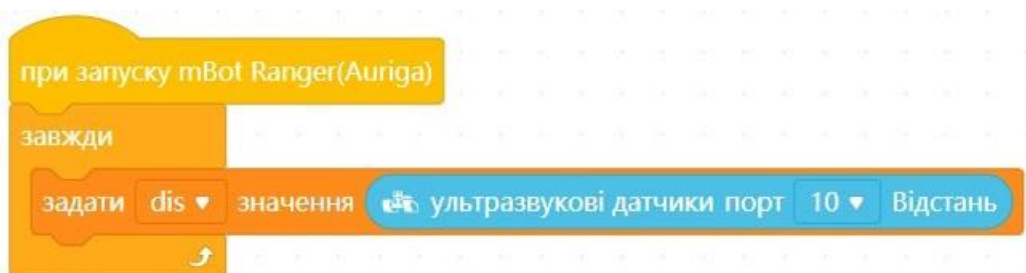 при запуску mBot Ranger(Auriga)
завжди
задати dis значення ультразвукові датчики порт 10 Відстань